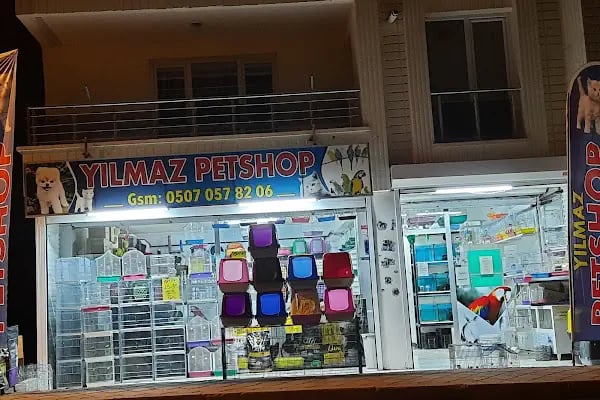 YILMAZ PETSHOP
Gsm: 0507 057 82 06
PETSHOP
YILMAZ
PETSHOP